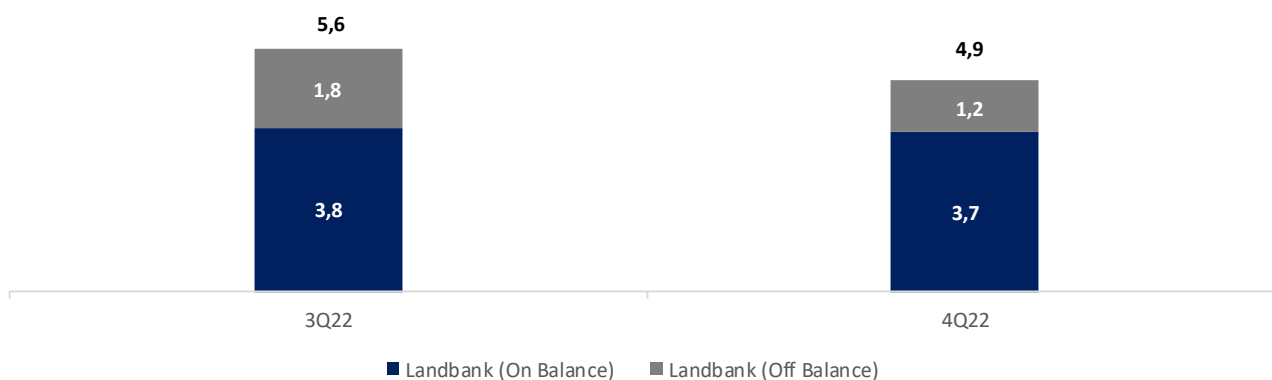 5,6
4,9
1,8
1,2
3,8
3,7
3Q22
4Q22
Landbank (On Balance)
Landbank (Off Balance)